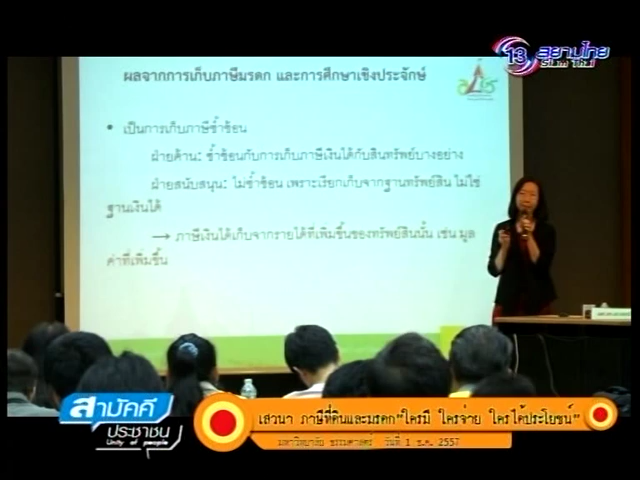 13 สยามไทย
SIAM THAI
ผลจากการเก็บภาษีมรดก และการศึกษาเชิงประจักษ์
• เป็นการเก็บภาษีซ้ำซ้อน
ฝ่ายค้าน: ซ้ำซ้อนกับการเก็บภาษีเงินได้กับสินทรัพย์บางอย่าง
ฝ่ายสนับสนุน: ไม่ซ้ำซ้อน เพราะเรียกเก็บจากฐานทรัพย์สิน ไม่ใช่
ฐานเงินได้
→ ภาษีเงินได้เก็บจากรายได้ที่เพิ่มขึ้นของทรัพย์สินนั้น เช่น มูล
ค่าที่เพิ่มขึ้น
สามัคคี
ประชาชน
Unity of people
เสวนา ภาษีที่ดินและมรดก"ใครมี ใครจ่าย ใครได้ประโยชน์"
มหาวิทยาลัย ธรรมศาสตร์ วันที่ 1 ธ.ค. 2557